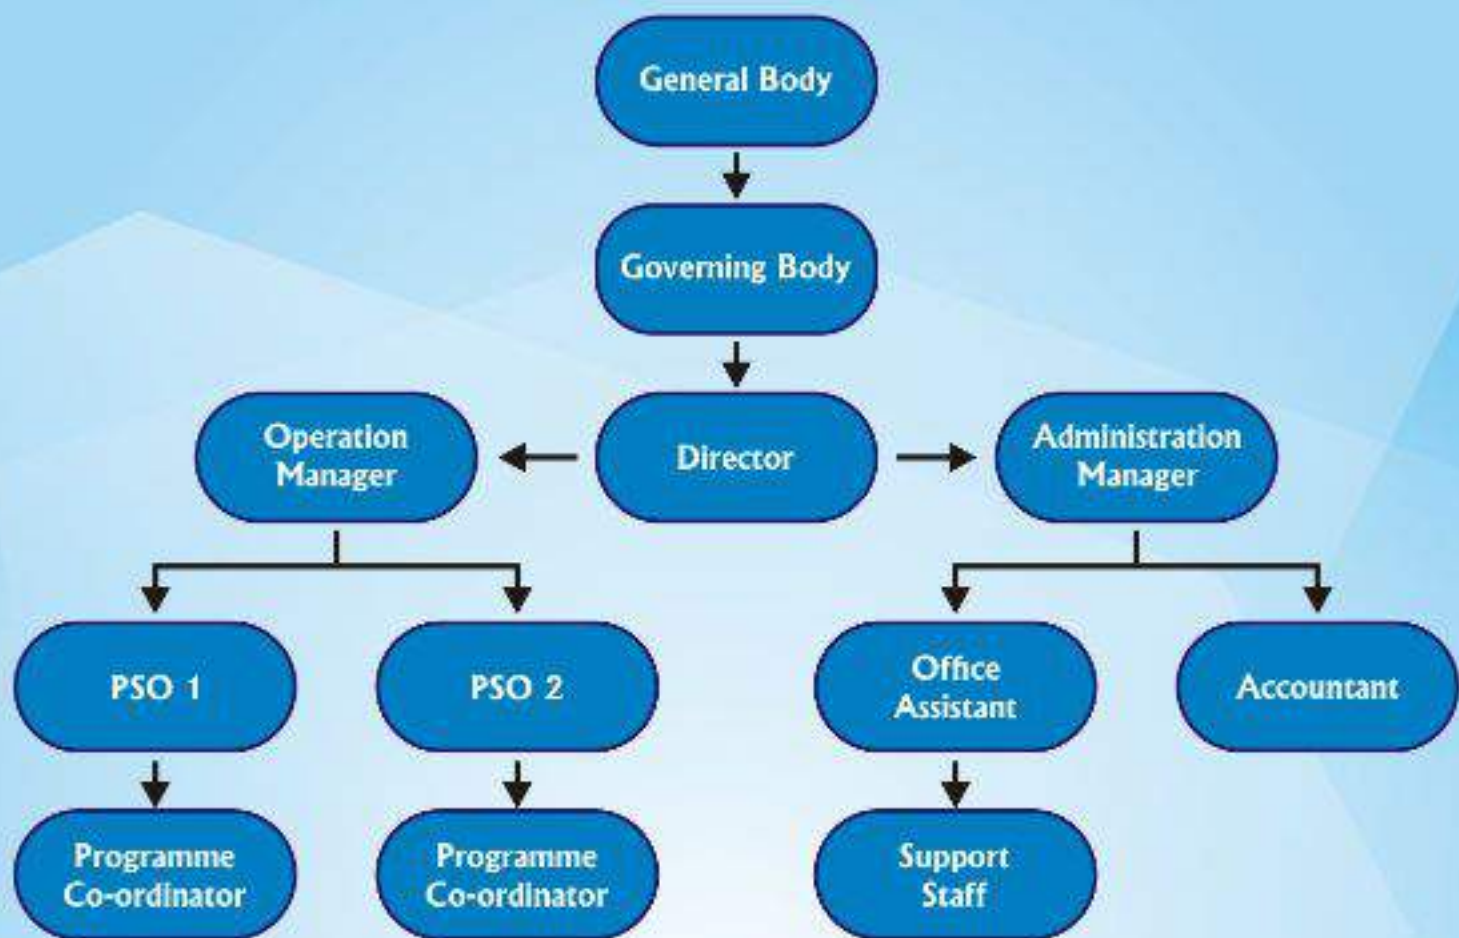 General Body
Governing Body
Operation
Manager
Director
Administration
Manager
PSO 1
PSO 2
Office
Assistant
Accountant
Programme
Co-ordinator
Programme
Co-ordinator
Support
Staff